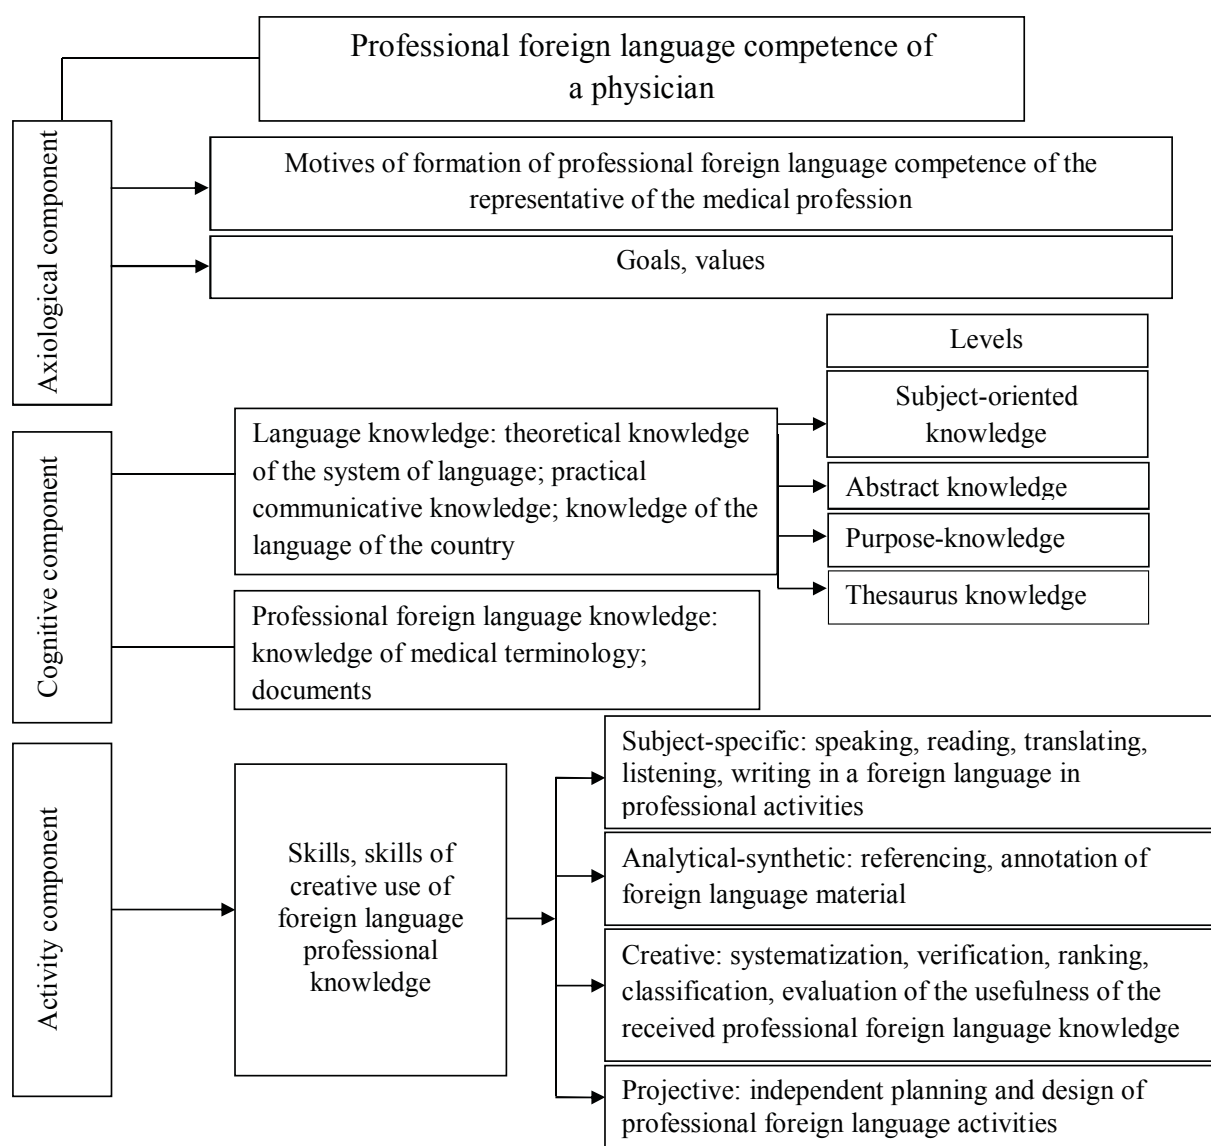 Professional foreign language competence of
a physician
Axiological component
Motives of formation of professional foreign language competence of the
representative of the medical profession
Goals, values
Cognitive component
Language knowledge: theoretical knowledge
of the system of language; practical
communicative knowledge; knowledge of the
language of the country
Levels
Subject-oriented
knowledge
Abstract knowledge
Purpose-knowledge
Thesaurus knowledge
Professional foreign language knowledge:
knowledge of medical terminology;
documents
Activity component
Skills, skills of
creative use of
foreign language
professional
knowledge
Subject-specific: speaking, reading, translating,
listening, writing in a foreign language in
professional activities
Analytical-synthetic: referencing, annotation of
foreign language material
Creative: systematization, verification, ranking,
classification, evaluation of the usefulness of the
received professional foreign language knowledge
Projective: independent planning and design of
professional foreign language activities